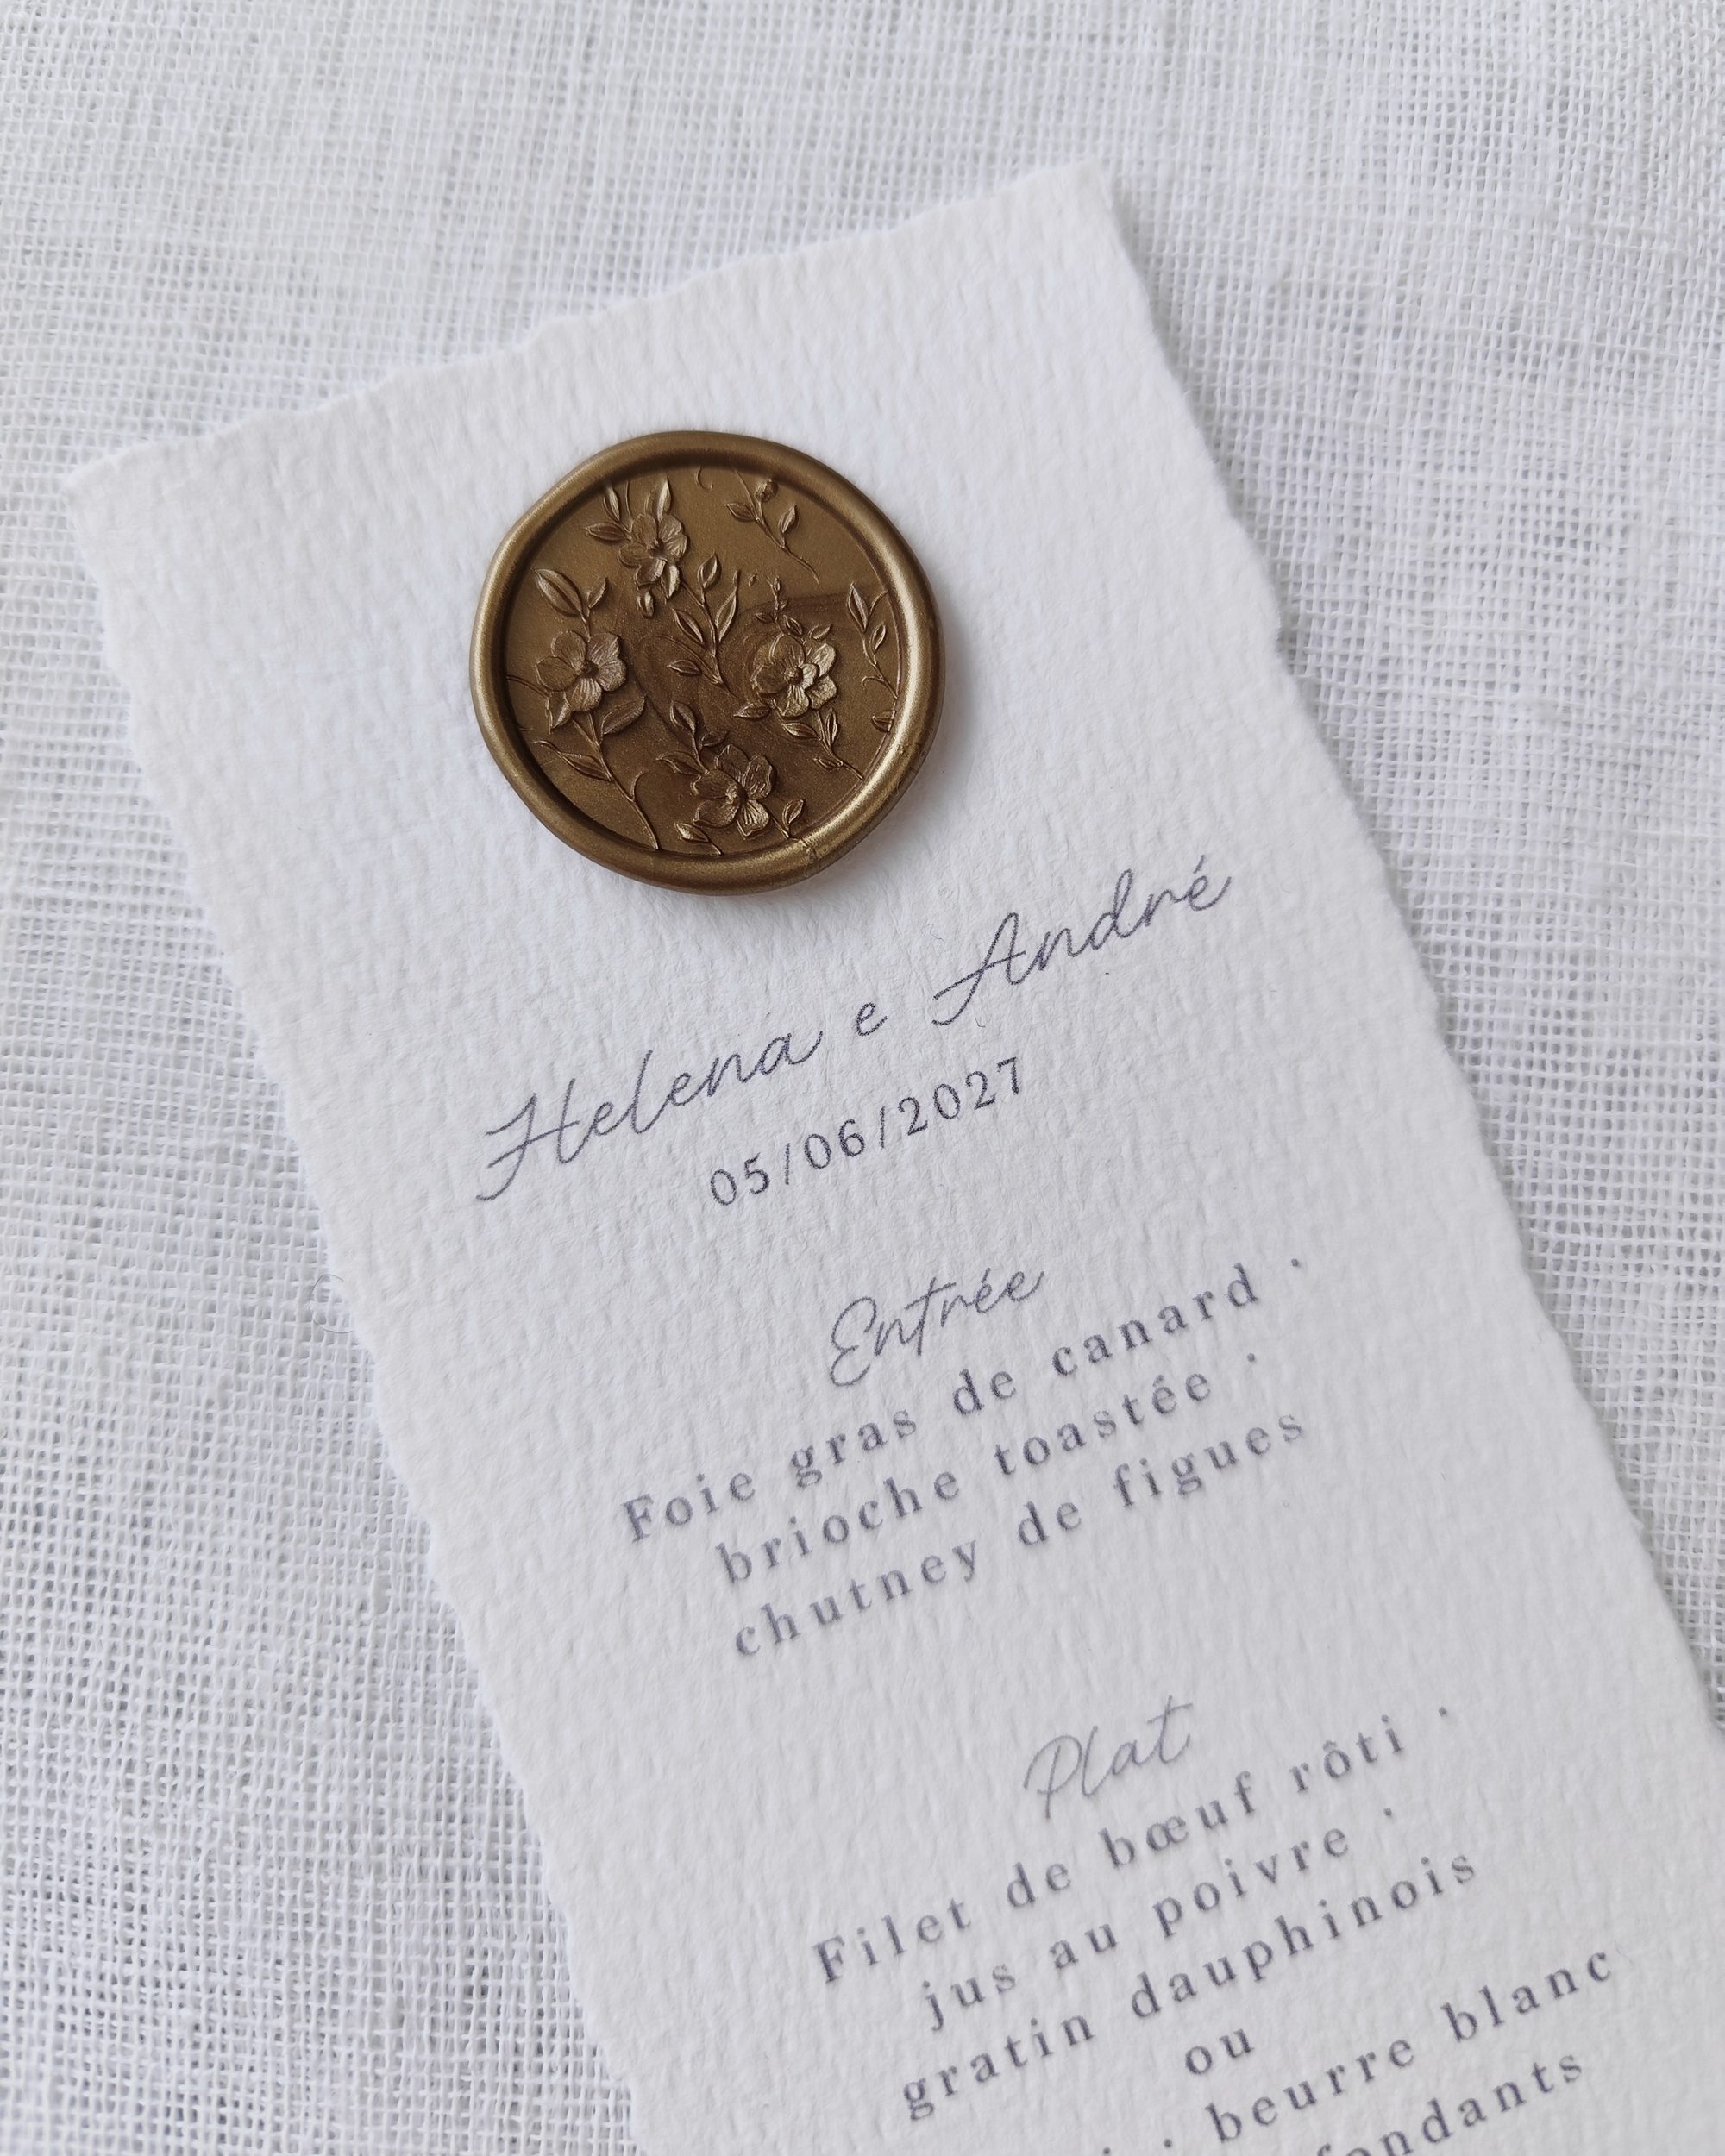 Helena e André
05/06/2027
Entrée
Foie gras de canard ·
brioche toastée ·
chutney de figues
Plat
Filet de bœuf rôti ·
jus au poivre ·
gratin dauphinois
ou
· beurre blanc
fondants